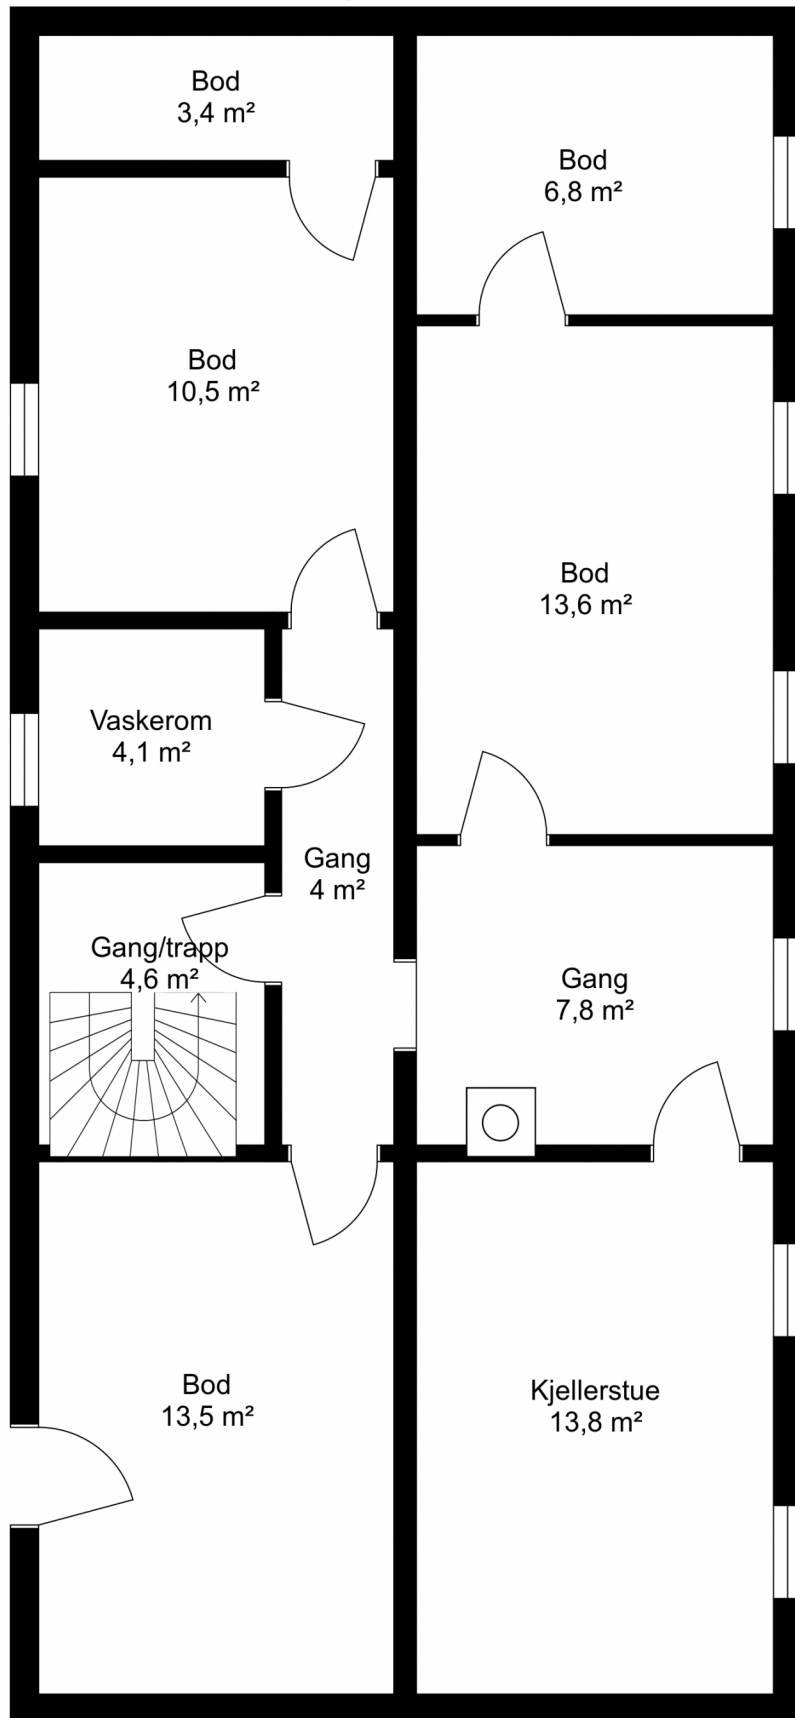 Bod
3,4 m²
Bod
6,8 m²
Bod
10,5 m²
Bod
13,6 m²
Vaskerom
4,1 m²
Gang
4 m²
Gang/trapp
4,6 m²
Gang
7,8 m²
Bod
13,5 m²
Kjellerstue
13,8 m²